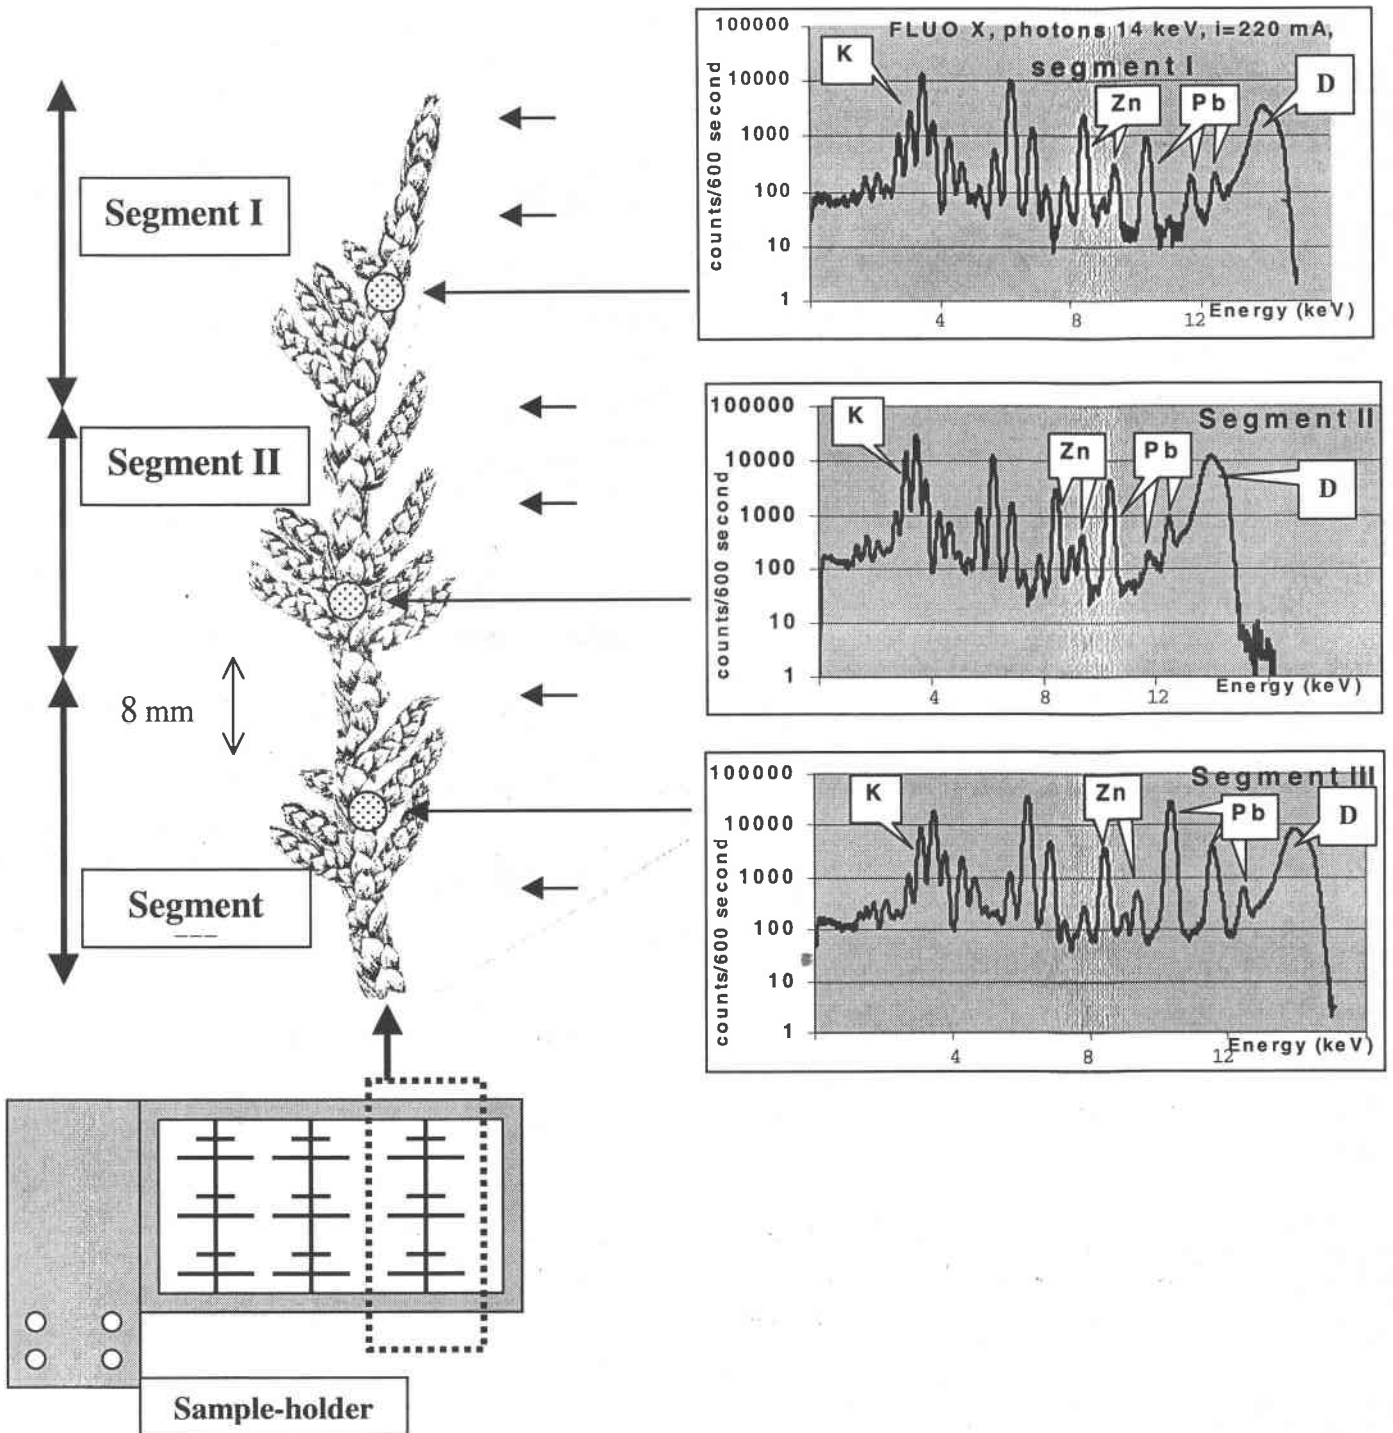 Segment I
Segment II
8 mm
Segment
Sample-holder
FLUO X, photons 14 keV, i=220 mA,
segment I
K
Zn
Pb
D
counts/600 second
100000
10000
1000
100
10
1
4
8
12
Energy (keV)
Segment II
K
Zn
Pb
D
counts/600 second
100000
10000
1000
100
10
1
4
8
12
Energy (keV)
Segment III
K
Zn
Pb
D
counts/600 second
100000
10000
1000
100
10
1
4
8
12
Energy (keV)